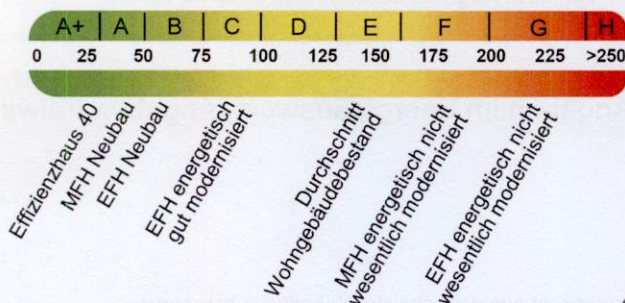 A+ A B C D E F G H
0 25 50 75 100 125 150 175 200 225 >250
Effizienzhaus 40
MFH Neubau
EFH Neubau
EFH energetisch
gut modernisiert
Durchschnitt
Wohngebäudebestand
MFH energetisch nicht
wesentlich modernisiert
EFH energetisch nicht
wesentlich modernisiert